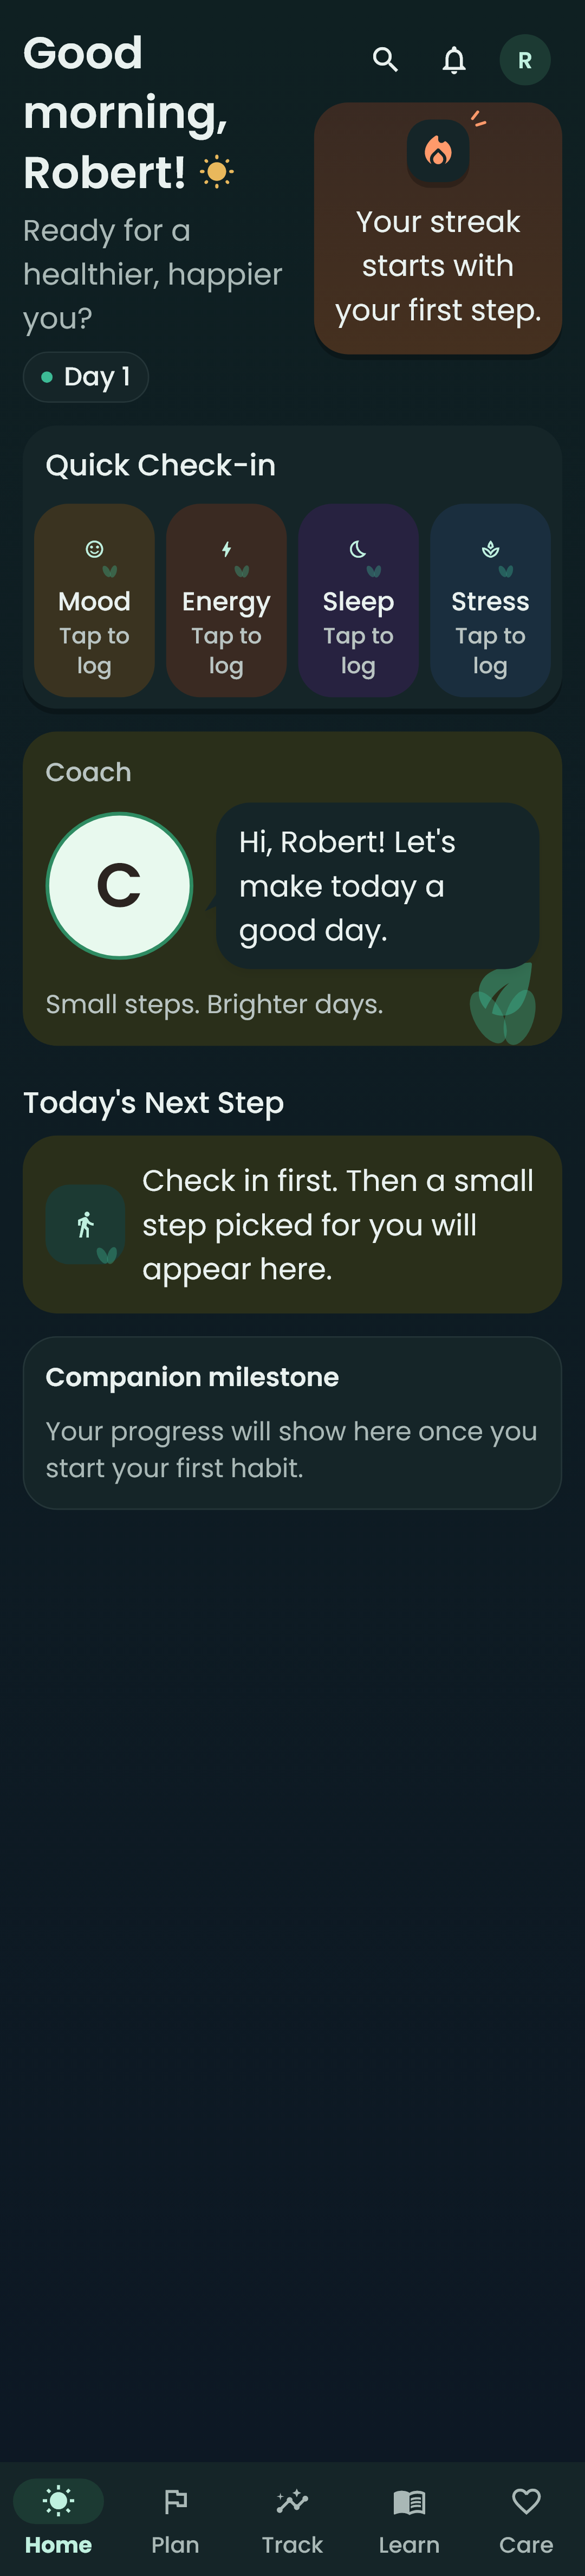 Good
morning,
Robert!
R
Ready for a
healthier, happier
you?
Day 1
Your streak
starts with
your first step.
Quick Check-in
Mood
Tap to
log
Energy
Tap to
log
Sleep
Tap to
log
Stress
Tap to
log
Coach
C
Hi, Robert! Let's
make today a
good day.
Small steps. Brighter days.
Today's Next Step
Check in first. Then a small
step picked for you will
appear here.
Companion milestone
Your progress will show here once you
start your first habit.
Home
Plan
Track
Learn
Care